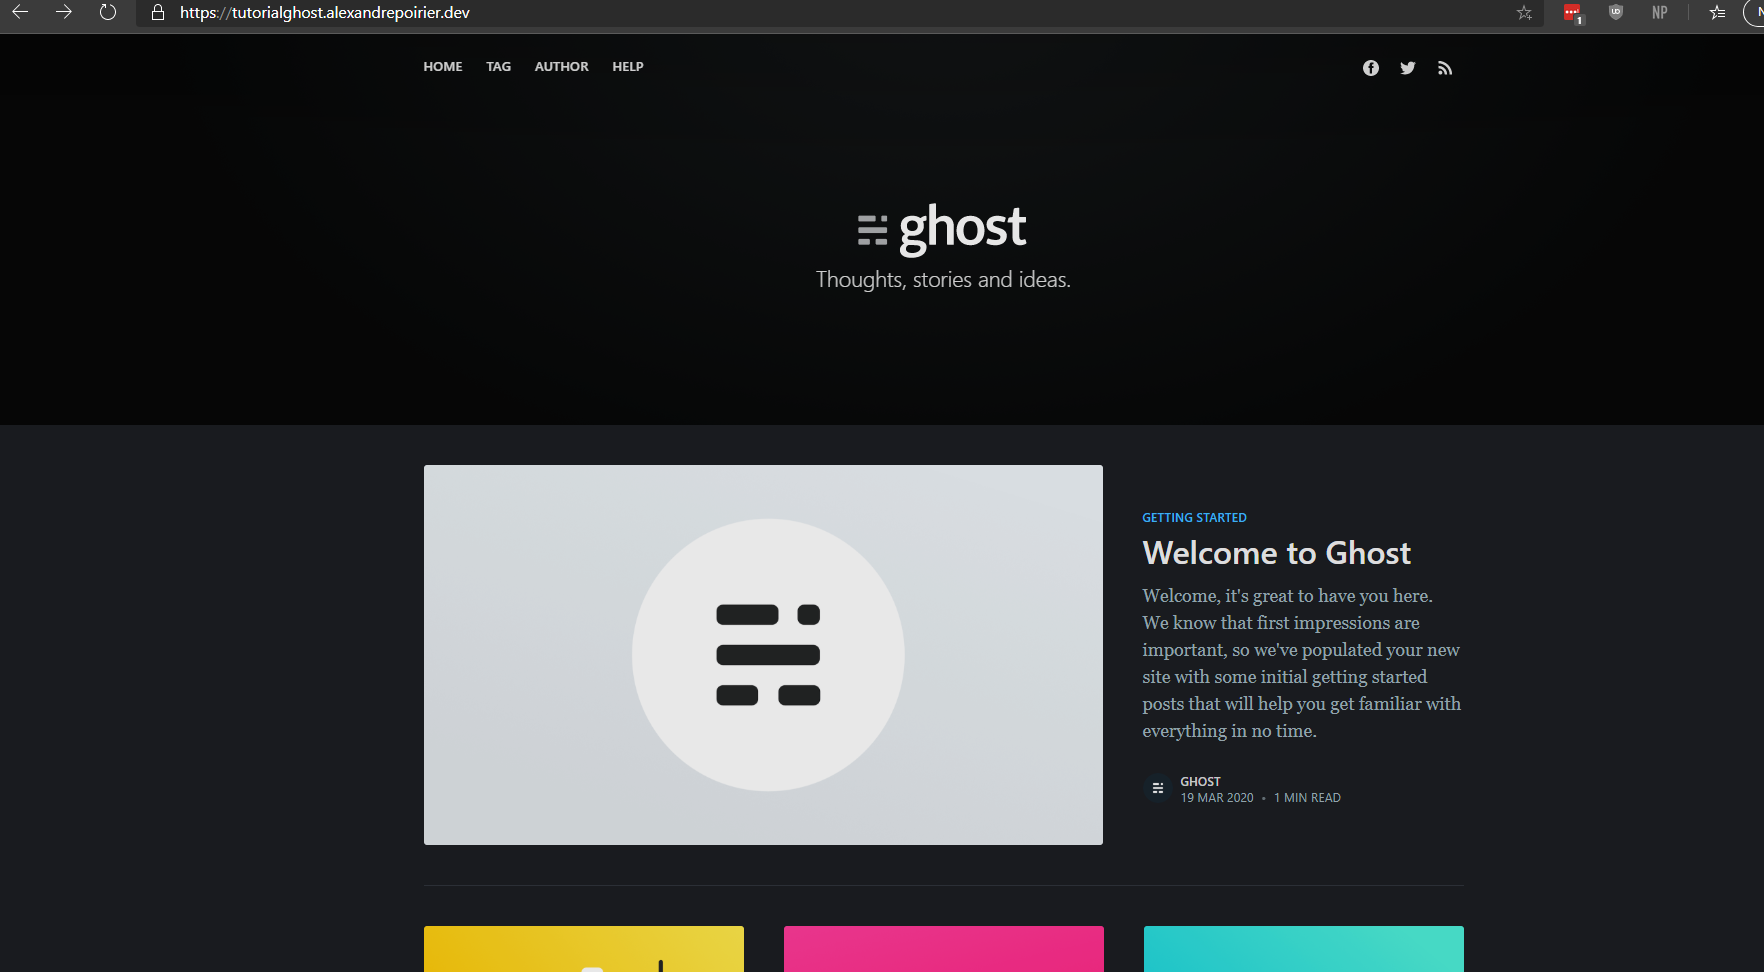 https://tutorialghost.alexandrepoirier.dev
1
UD
NP
HOME TAG AUTHOR HELP
ghost
Thoughts, stories and ideas.
GETTING STARTED
Welcome to Ghost
Welcome, it's great to have you here.
We know that first impressions are
important, so we've populated your new
site with some initial getting started
posts that will help you get familiar with
everything in no time.
GHOST
19 MAR 2020 • 1 MIN READ